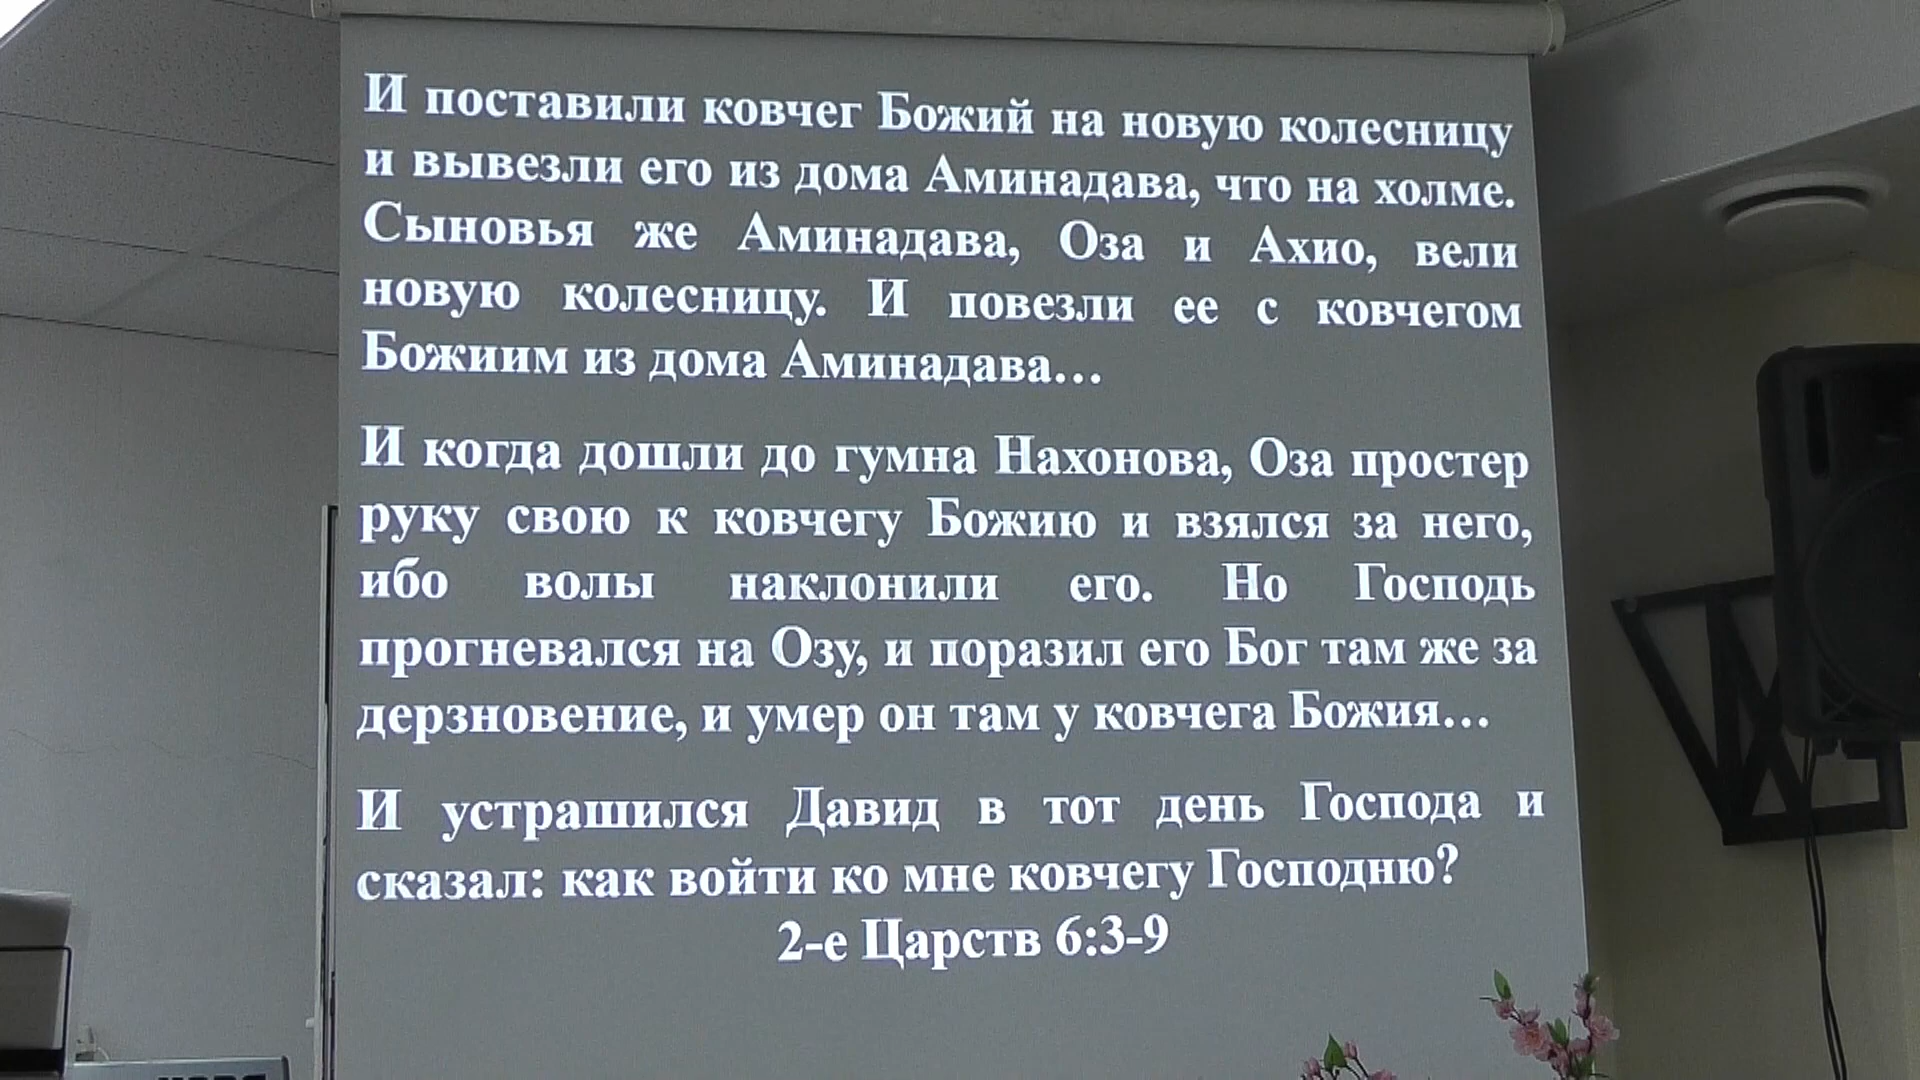 И поставили ковчег Божий на новую колесницу
и вывезли его из дома Аминадава, что на холме.
Сыновья же Аминадава, Оза и Ахио, вели
новую колесницу. И повезли ее с ковчегом
Божиим из дома Аминадава…
И когда дошли до гумна Нахонова, Оза простер
руку свою к ковчегу Божию и взялся за него,
ибо волы наклонили его. Но Господь
прогневался на Озу, и поразил его Бог там же за
дерзновение, и умер он там у ковчега Божия…
И устрашился Давид в тот день Господа и
сказал: как войти ко мне ковчегу Господню?
2-е Царств 6:3-9